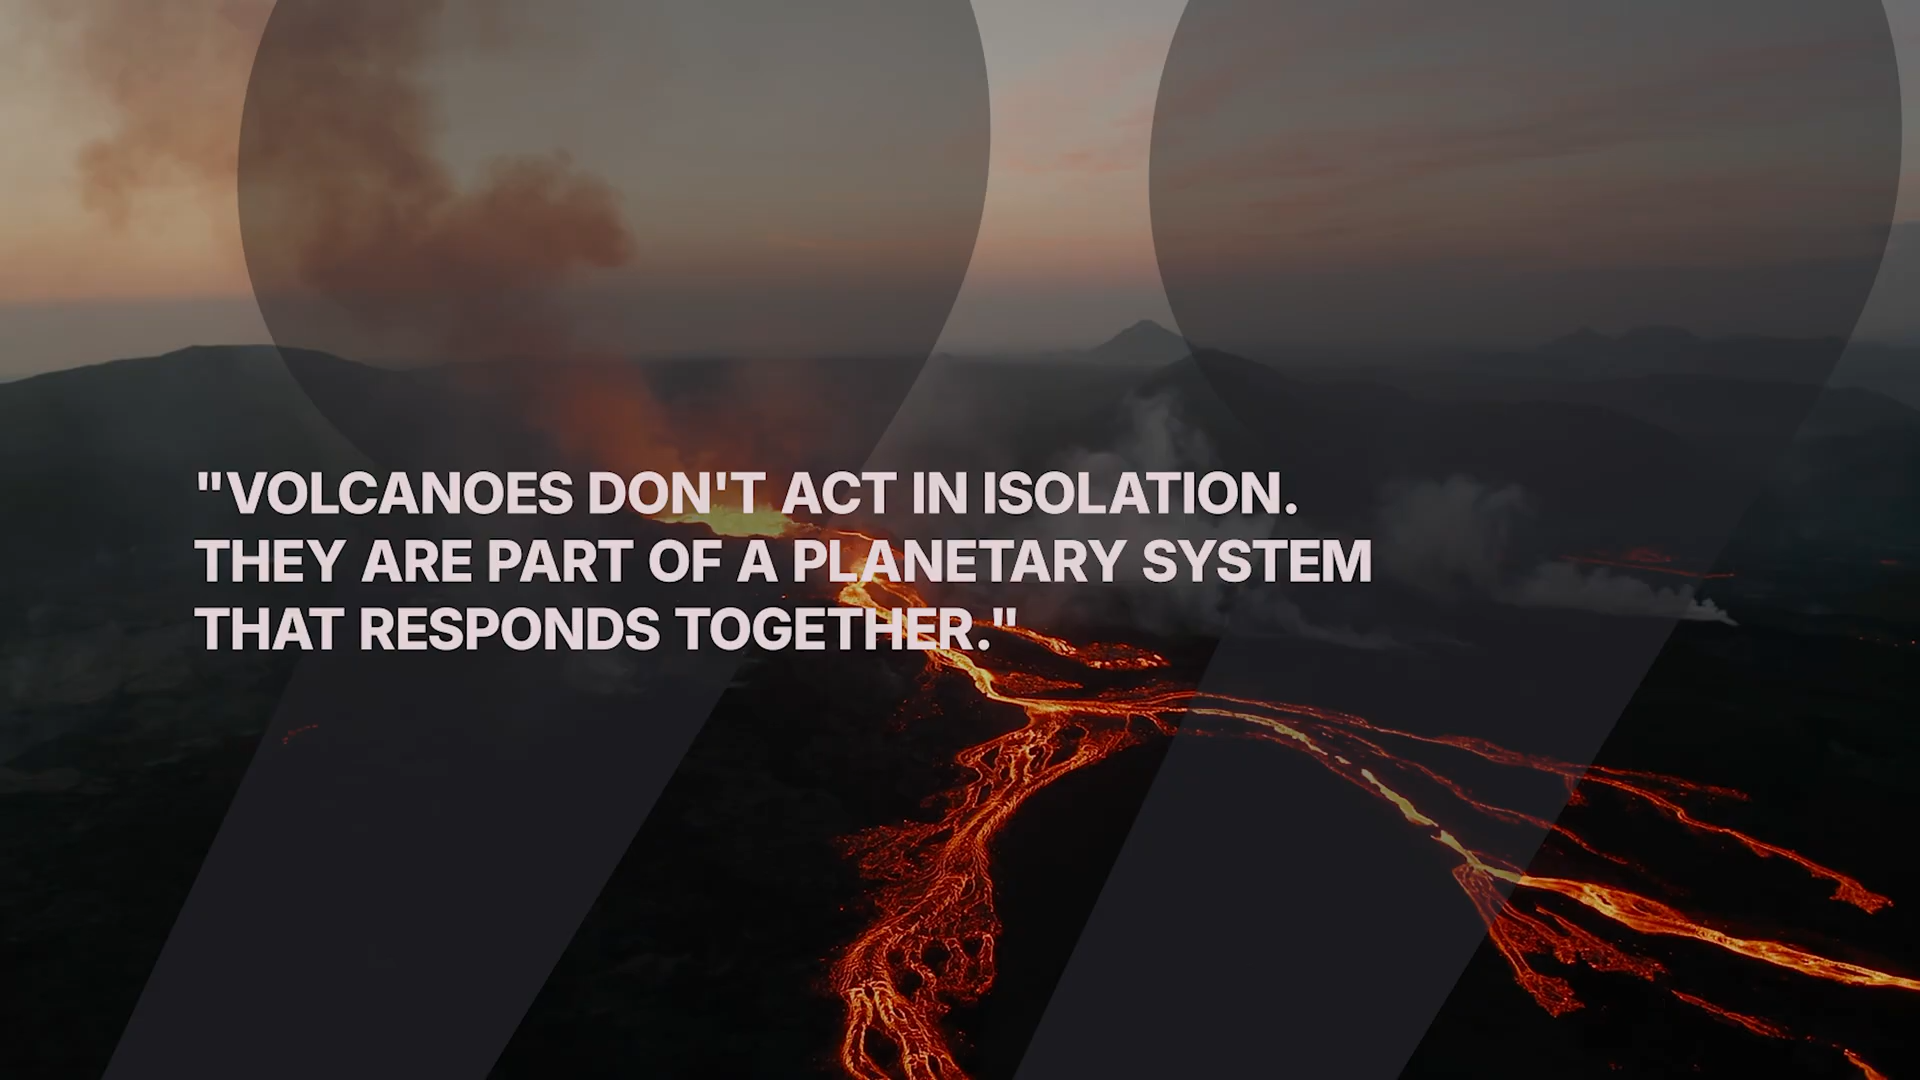 "VOLCANOES DON'T ACT IN ISOLATION.
THEY ARE PART OF A PLANETARY SYSTEM
THAT RESPONDS TOGETHER."